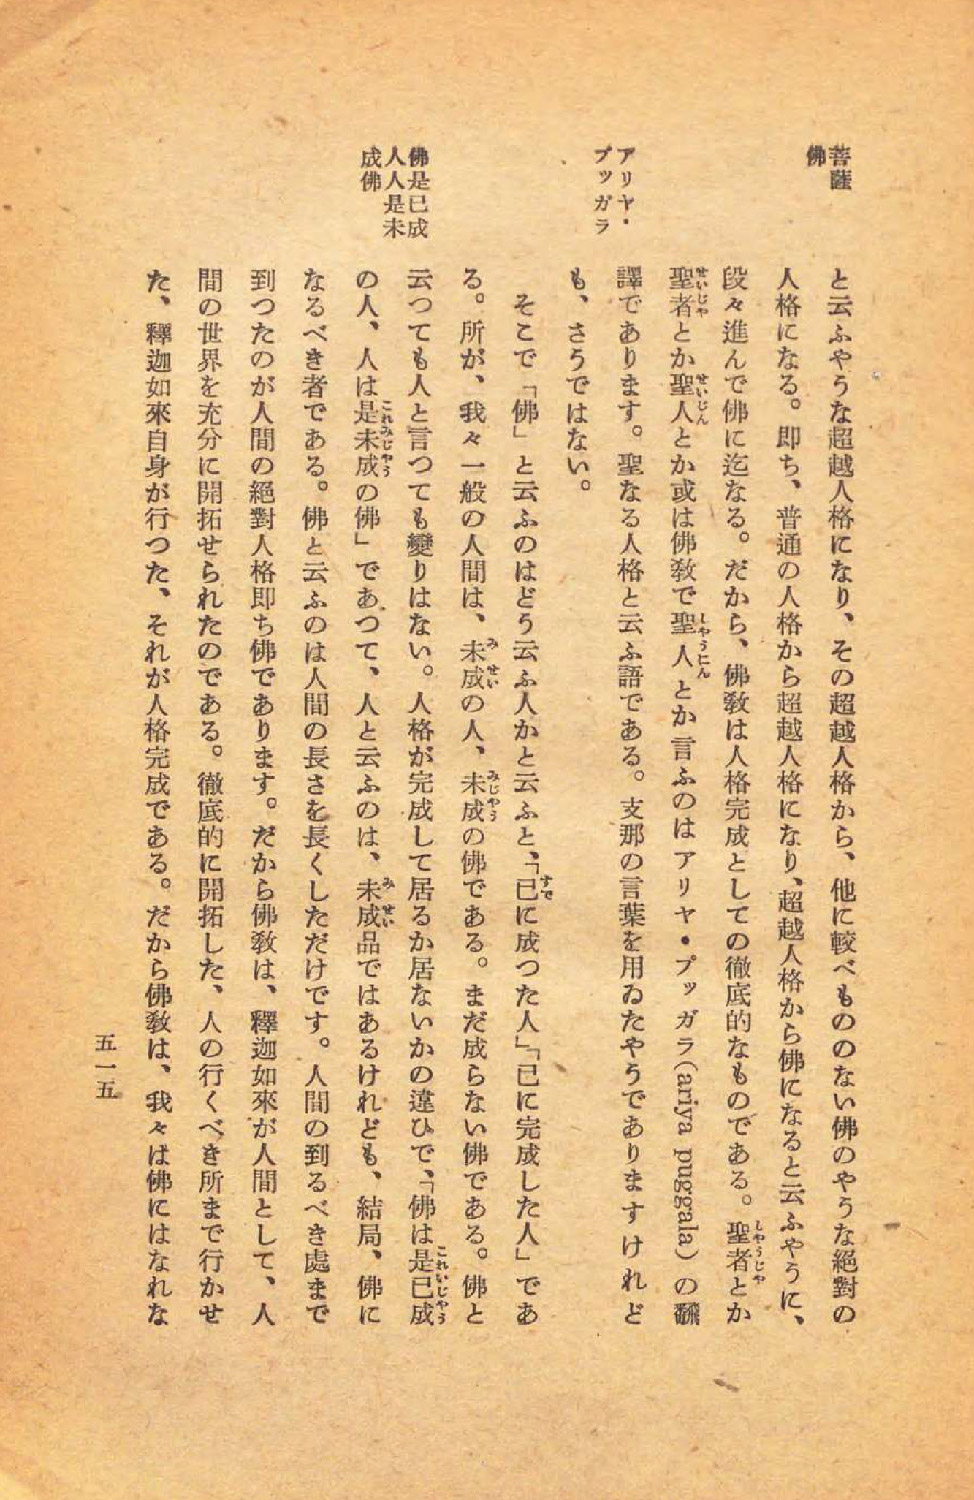 菩薩
佛
と云ふやうな超越人格になり、その超越人格から、他に較べもののない佛のやうな絕對の
人格になる。即ち、普通の人格から超越人格になり、超越人格から佛になると云ふやうに、
段々進んで佛に迄なる。だから、佛敎は人格完成としての徹底的なものである。聖者とか
聖者とか聖人とか或は佛敎で聖人とか言ふのはアリヤ・プッガラ(ariya puggala)の飜
アリヤ・
プッガラ
譯であります。聖なる人格と云ふ語である。支那の言葉を用ゐたやうでありますけれど
も、さうではない。
そこで「佛」と云ふのはどう云ふ人かと云ふと、「已に成つた人」「已に完成した人」であ
る。所が、我々一般の人間は、未成の人、未成の佛である。まだ成らない佛である。佛と
佛是已成
人人是未
成佛
云つても人と言つても變りはない。人格が完成して居るか居ないかの違ひで、「佛は是已成
の人、人は是未成の佛」であつて、人と云ふのは、未成品ではあるけれども、結局、佛に
なるべき者である。佛と云ふのは人間の長さを長くしただけです。人間の到るべき處まで
到つたのが人間の絕對人格即ち佛であります。だから佛敎は、釋迦如來が人間として、人
間の世界を充分に開拓せられたのである。徹底的に開拓した、人の行くべき所まで行かせ
た、釋迦如來自身が行つた、それが人格完成である。だから佛敎は、我々は佛にはなれな
五一五